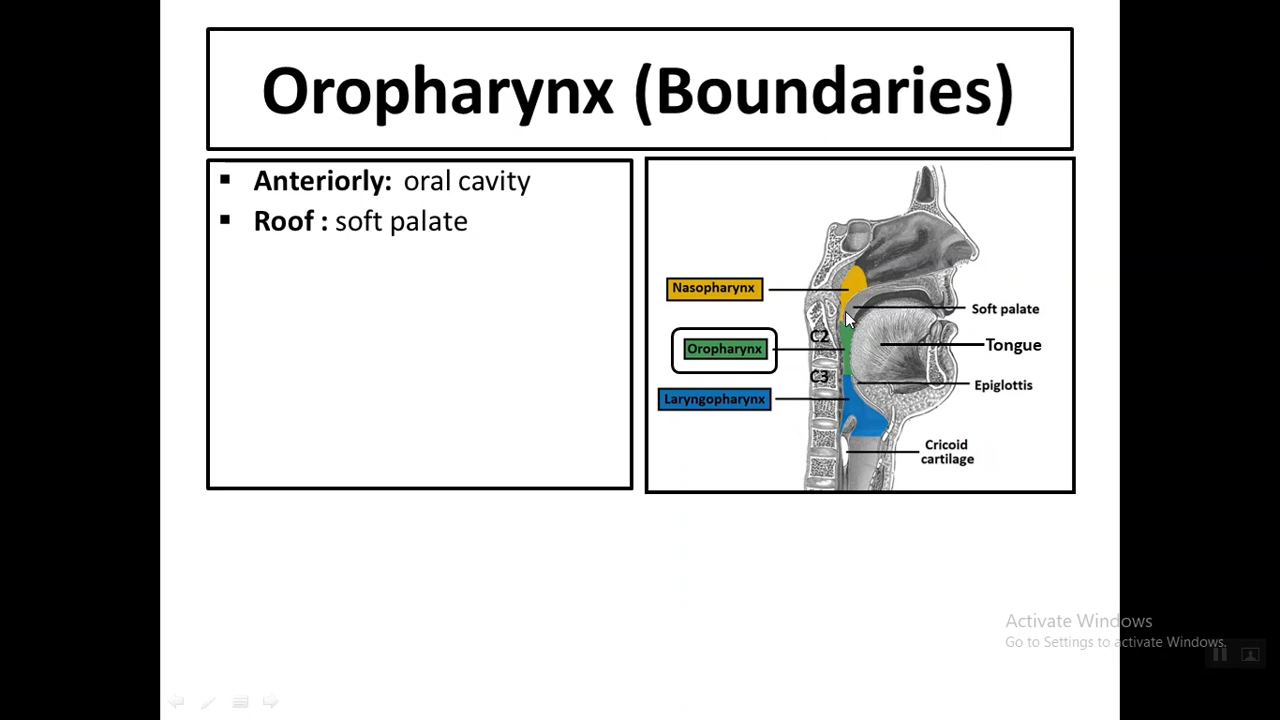 Oropharynx (Boundaries)
▪ Anteriorly: oral cavity
▪ Roof : soft palate
Nasopharynx
Soft palate
C2
Oropharynx
Tongue
C3
Epiglottis
Laryngopharynx
Cricoid
cartilage
Activate Windows
Go to Settings to activate Windows.